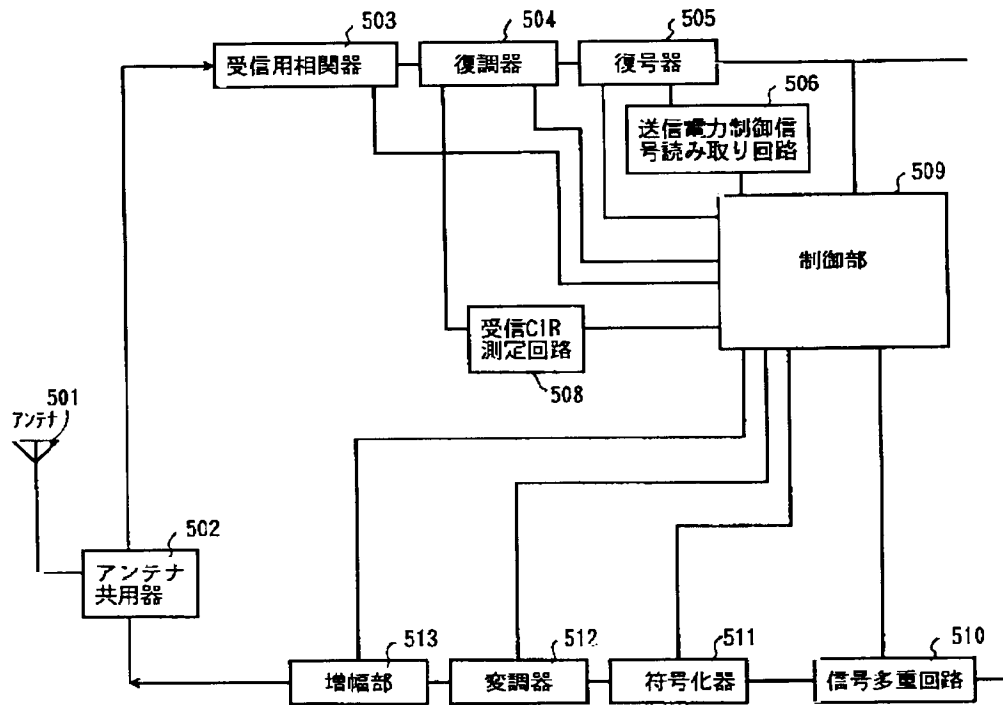 503
504
505
受信用相関器
復調器
復号器
506
送信電力制御信
号読み取り回路
509
制御部
受信CIR
測定回路
508
501
アンテナ
502
アンテナ
共用器
513
512
511
510
増幅部
変調器
符号化器
信号多重回路